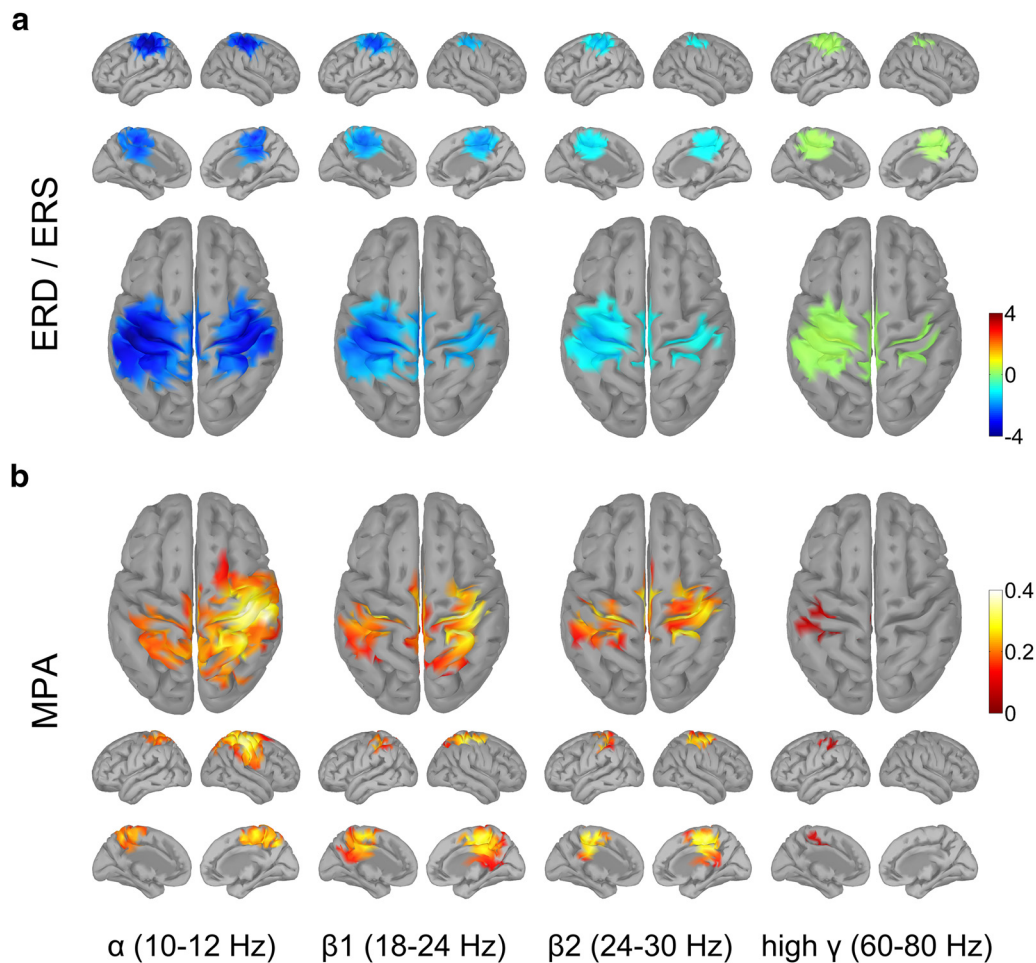 a
ERD / ERS
4
0
-4
b
MPA
0.4
0.2
0
α (10-12 Hz)
β1 (18-24 Hz)
β2 (24-30 Hz)
high γ (60-80 Hz)